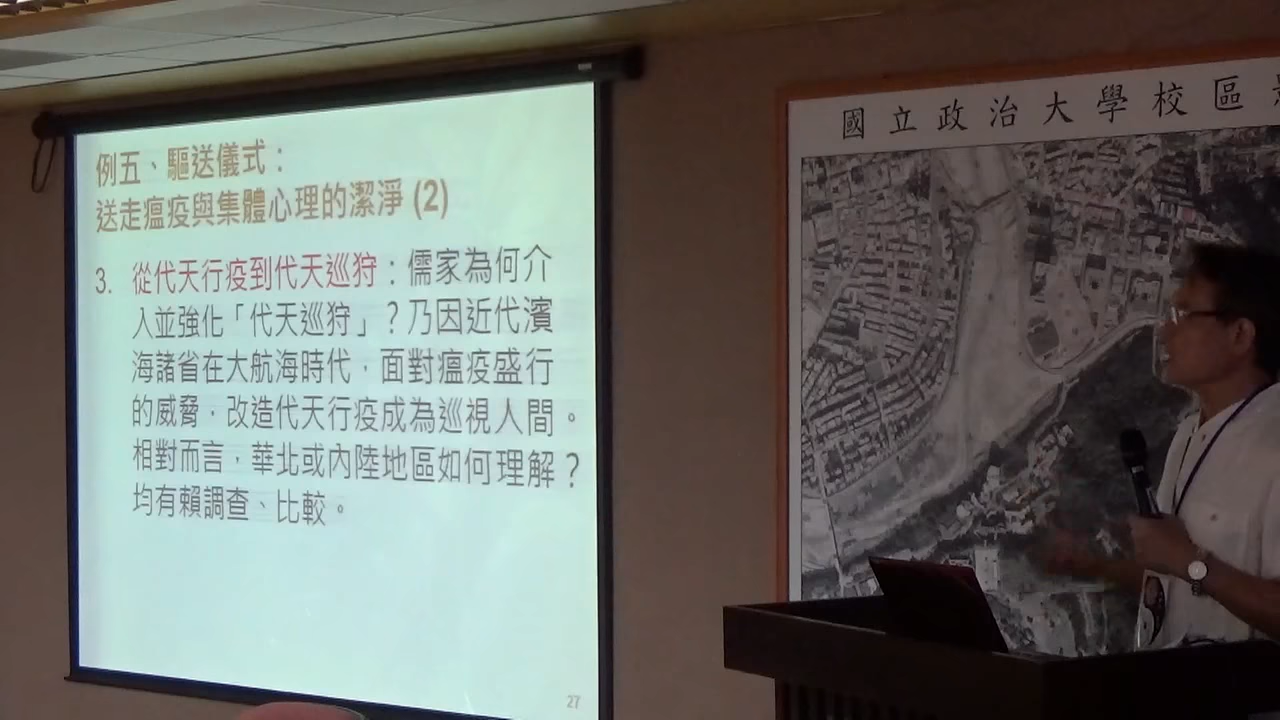 例五、驅送儀式：
送走瘟疫與集體心理的潔淨 (2)
3. 從代天行疫到代天巡狩：儒家為何介
入並強化「代天巡狩」？乃因近代濱
海諸省在大航海時代，面對瘟疫盛行
的威脅，改造代天行疫成為巡視人間。
相對而言，華北或內陸地區如何理解？
均有賴調查、比較。
27
國立政治大學校區